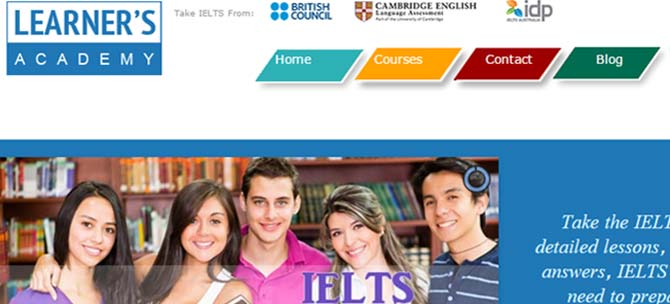 LEARNER'S
ACADEMY
Take IELTS From:
BRITISH
COUNCIL
CAMBRIDGE ENGLISH
Language Assessment
Part of the University of Cambridge
idp
IELTS AUSTRALIA
Home
Courses
Contact
Blog
IELTS
Take the IELT
detailed lessons,
answers, IELTS
need to prep